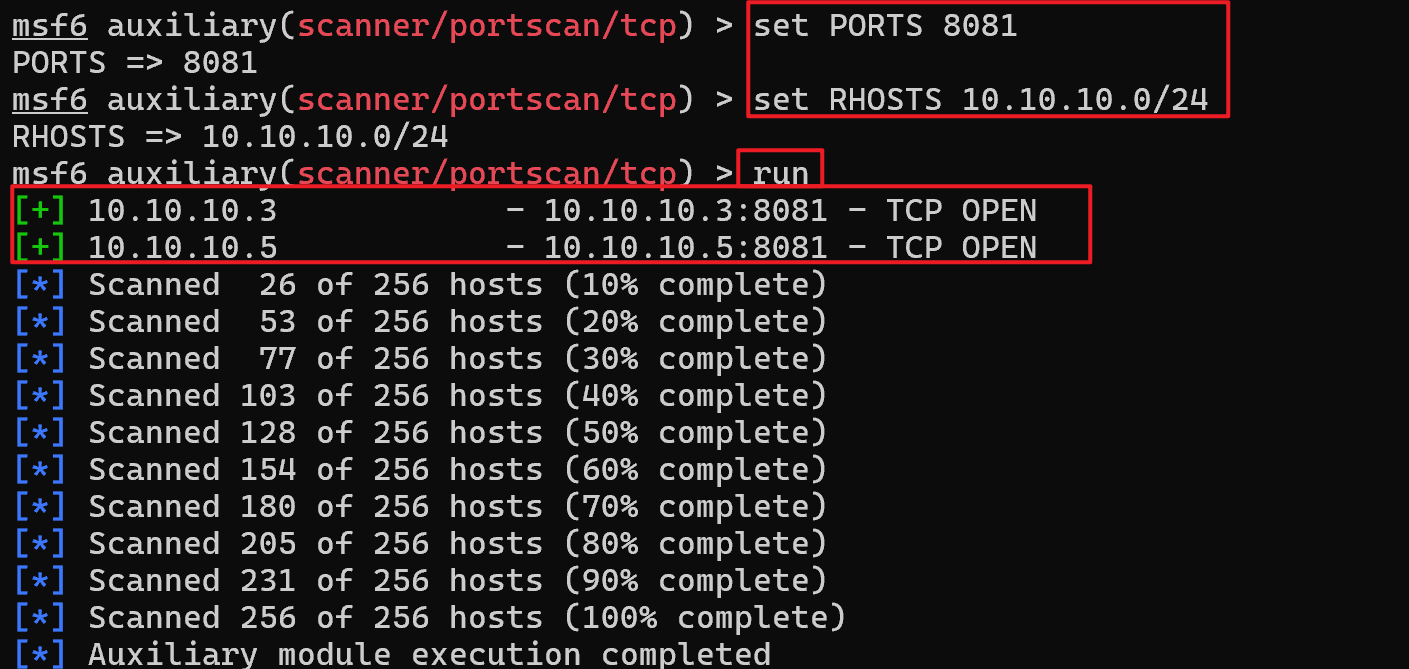 msf6 auxiliary(scanner/portscan/tcp) > set PORTS 8081
PORTS => 8081
msf6 auxiliary(scanner/portscan/tcp) > set RHOSTS 10.10.10.0/24
RHOSTS => 10.10.10.0/24
msf6 auxiliary(scanner/portscan/tcp) > run
[+] 10.10.10.3            - 10.10.10.3:8081 - TCP OPEN
[+] 10.10.10.5            - 10.10.10.5:8081 - TCP OPEN
[*] Scanned  26 of 256 hosts (10% complete)
[*] Scanned  53 of 256 hosts (20% complete)
[*] Scanned  77 of 256 hosts (30% complete)
[*] Scanned 103 of 256 hosts (40% complete)
[*] Scanned 128 of 256 hosts (50% complete)
[*] Scanned 154 of 256 hosts (60% complete)
[*] Scanned 180 of 256 hosts (70% complete)
[*] Scanned 205 of 256 hosts (80% complete)
[*] Scanned 231 of 256 hosts (90% complete)
[*] Scanned 256 of 256 hosts (100% complete)
[*] Auxiliary module execution completed